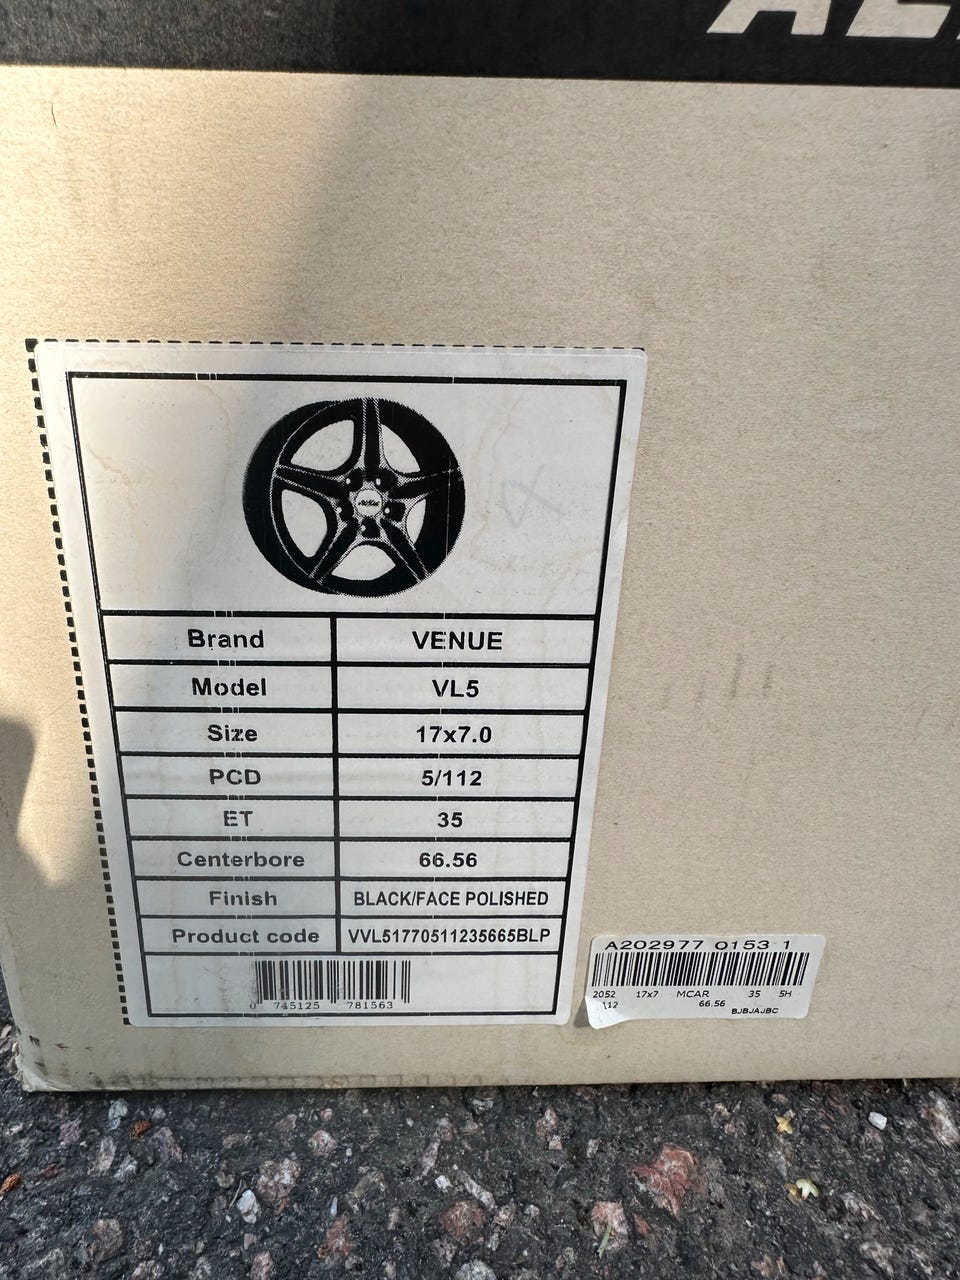 Brand VENUE
Model VL5
Size 17x7.0
PCD 5/112
ET 35
Centerbore 66.56
Finish BLACK/FACE POLISHED
Product code VVL51770511235665BLP
0 745125 781563
A202977 0153 1
2052 17x7 MCAR 35 5H
112 66.56
BJBJAJBC